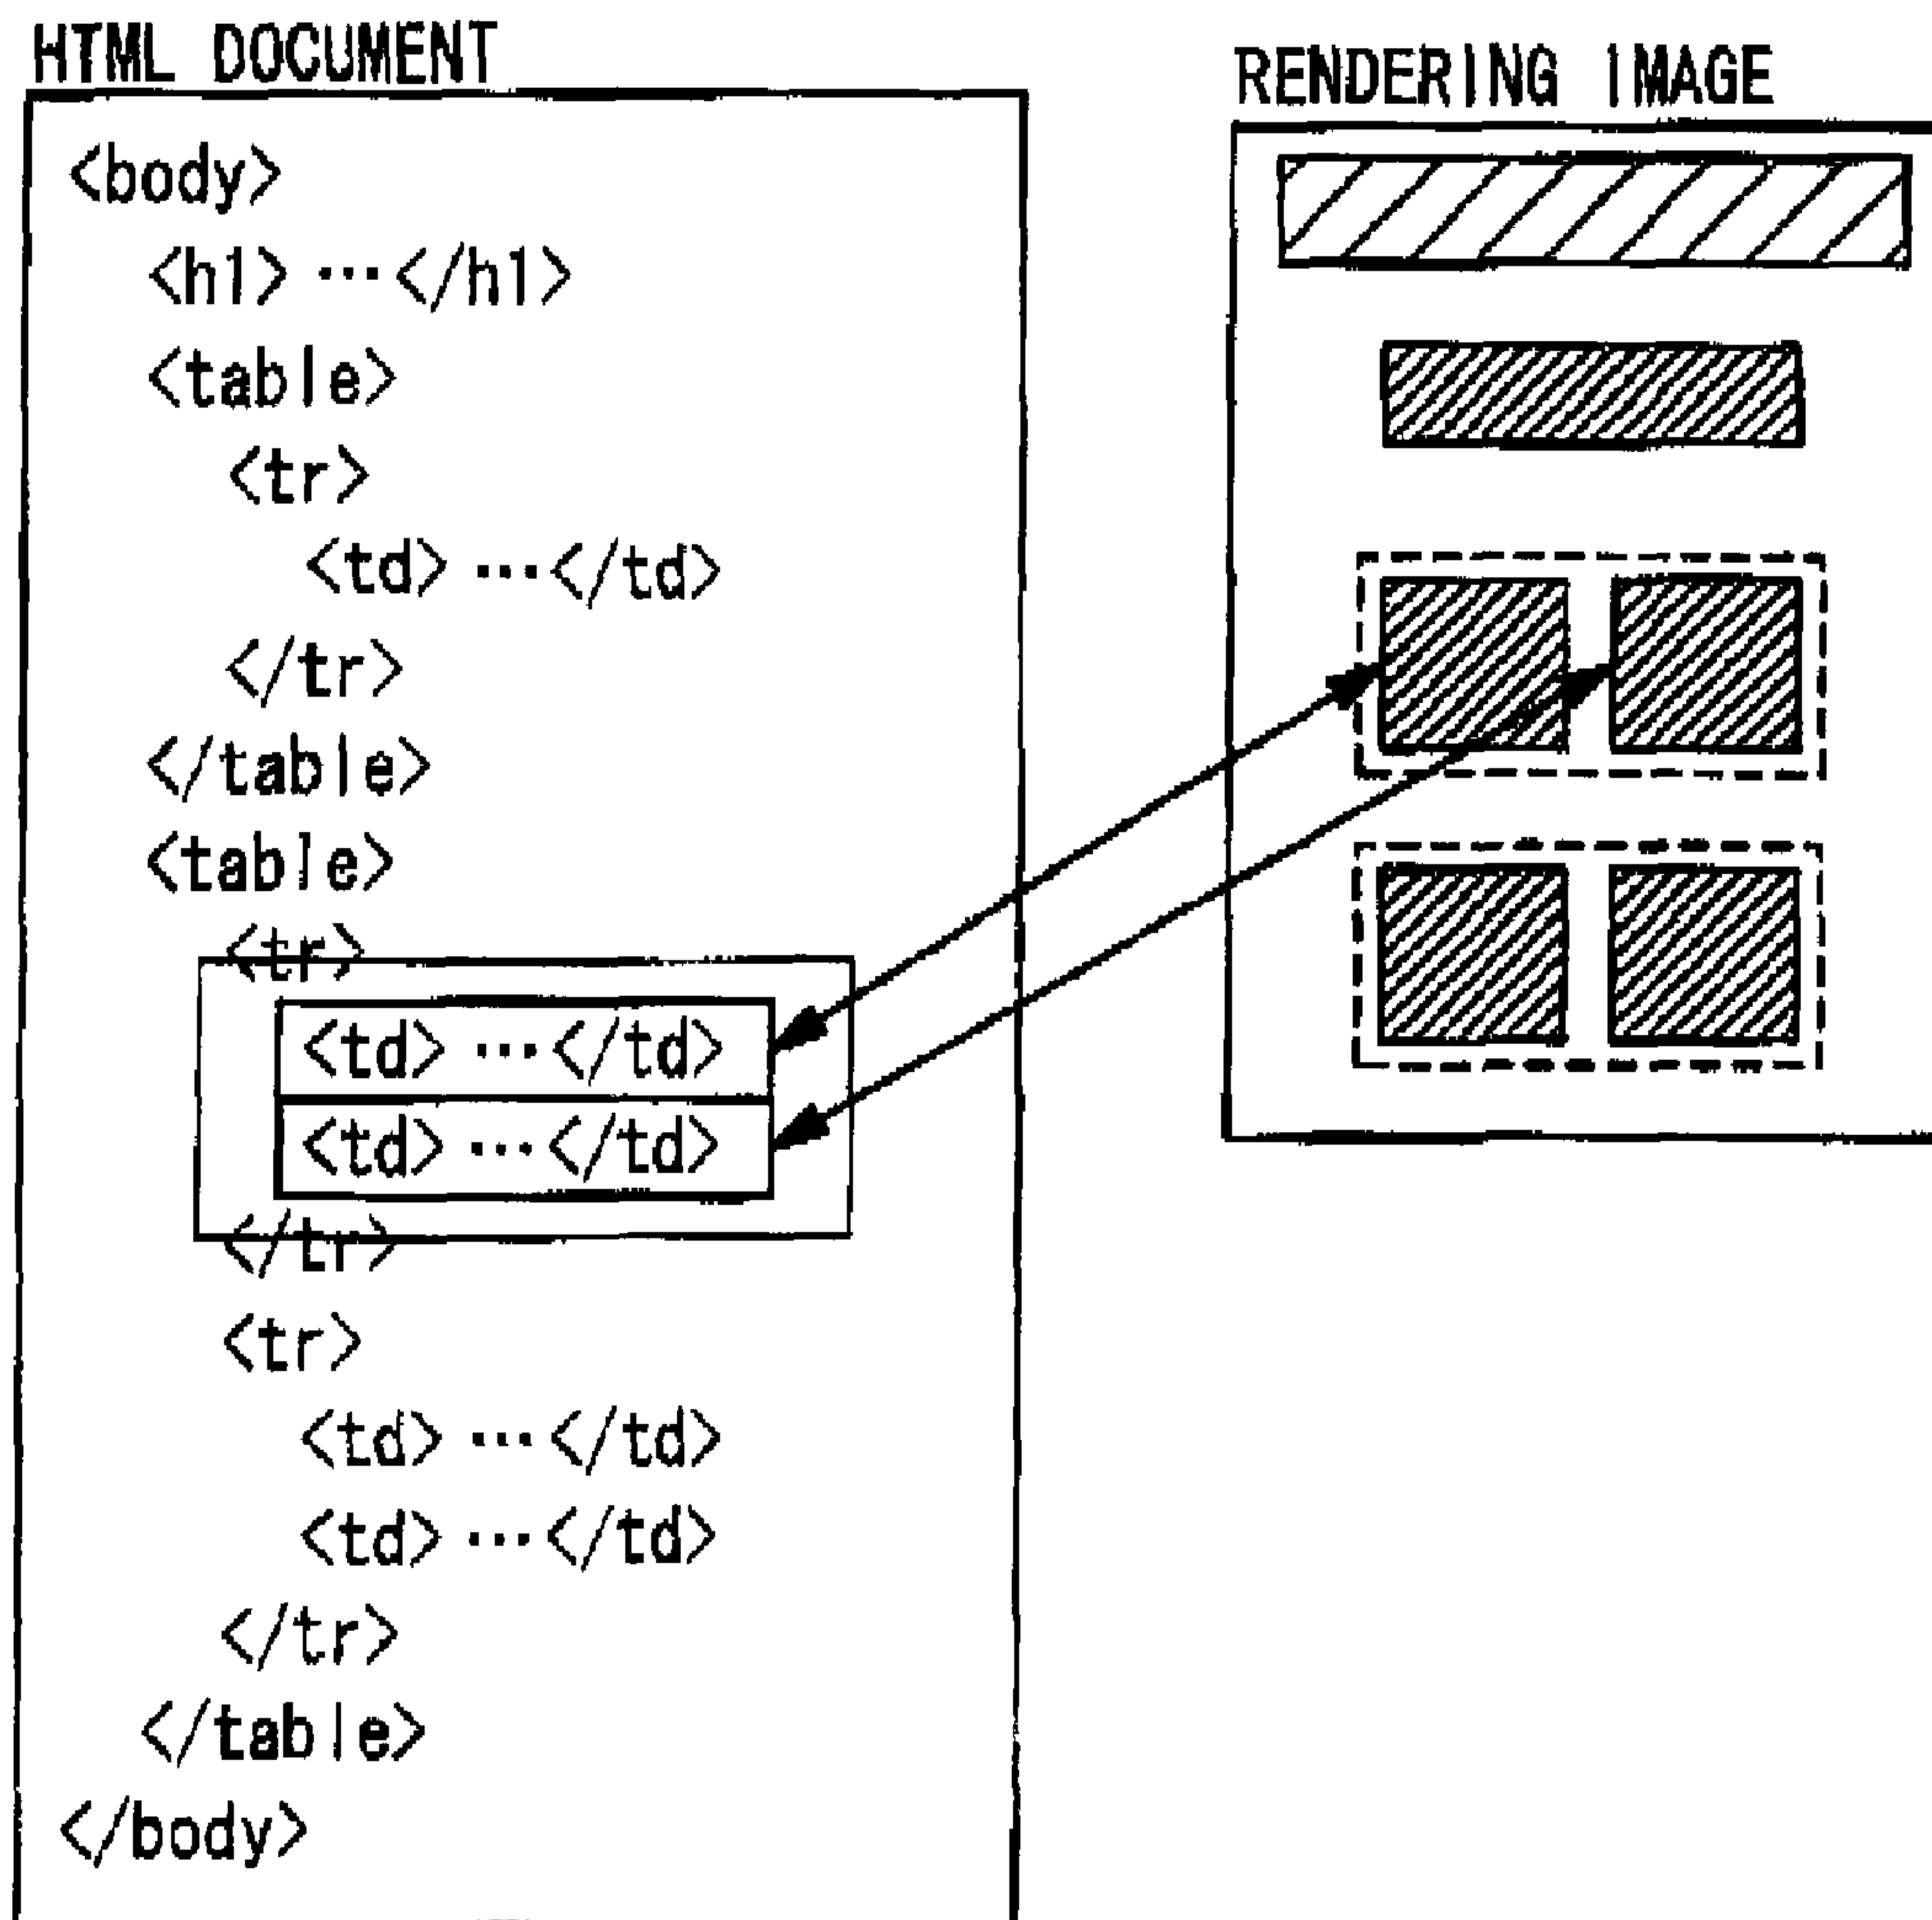 HTML DOCUMENT
<body>
<h1>…</h1>
<table>
<tr>
<td>…</td>
</tr>
</table>
<table>
<tr>
<td>…</td>
<td>…</td>
</tr>
<tr>
<td>…</td>
<td>…</td>
</tr>
</table>
</body>
RENDERING IMAGE